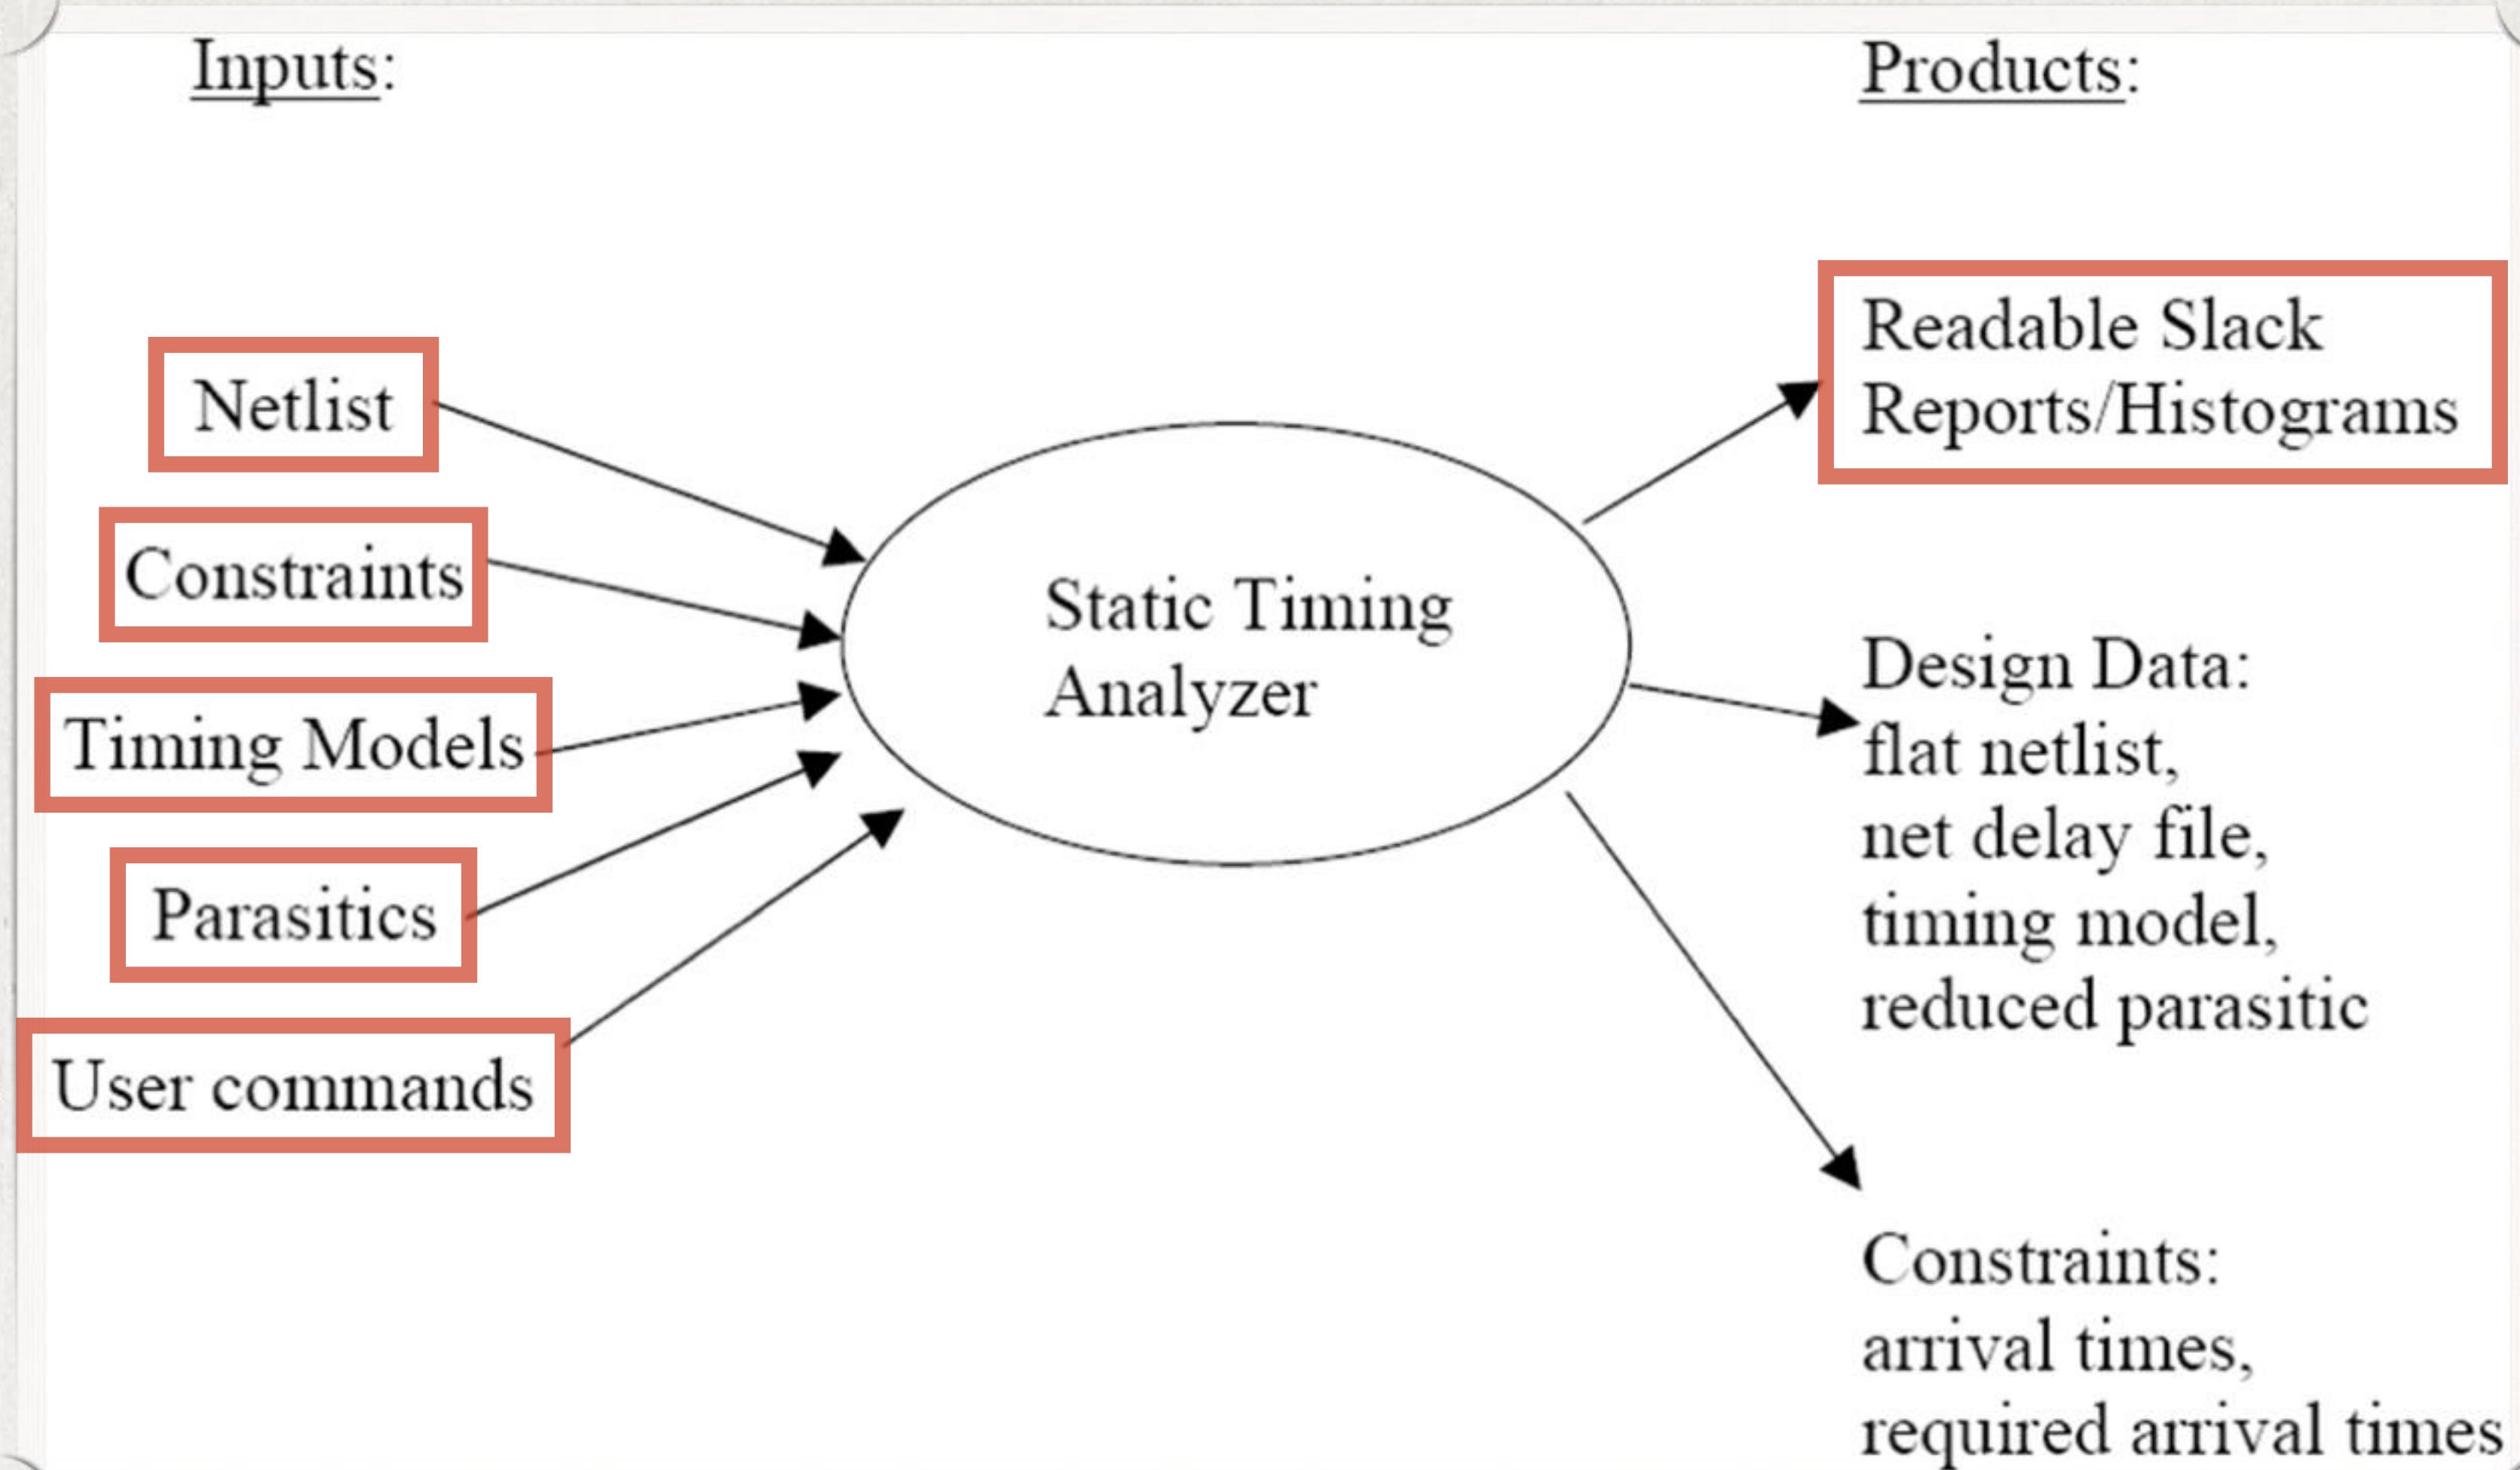 Inputs:
Products:
Netlist
Constraints
Timing Models
Parasitics
User commands
Static Timing
Analyzer
Readable Slack
Reports/Histograms
Design Data:
flat netlist,
net delay file,
timing model,
reduced parasitic
Constraints:
arrival times,
required arrival times